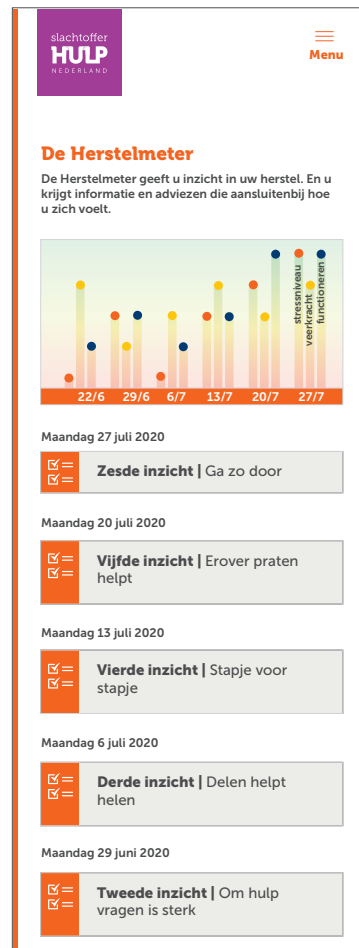 slachtoffer
HULP
NEDERLAND
Menu
De Herstelmeter
De Herstelmeter geeft u inzicht in uw herstel. En u
krijgt informatie en adviezen die aansluitenbij hoe
u zich voelt.
stressniveau
veerkracht
functioneren
22/6 29/6 6/7 13/7 20/7 27/7
Maandag 27 juli 2020
Zesde inzicht | Ga zo door
Maandag 20 juli 2020
Vijfde inzicht | Erover praten
helpt
Maandag 13 juli 2020
Vierde inzicht | Stapje voor
stapje
Maandag 6 juli 2020
Derde inzicht | Delen helpt
helen
Maandag 29 juni 2020
Tweede inzicht | Om hulp
vragen is sterk